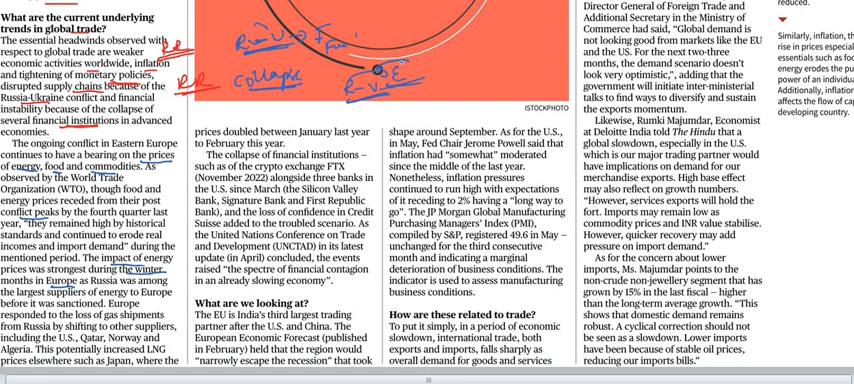 What are the current underlying
trends in global trade?
The essential headwinds observed with
respect to global trade are weaker
economic activities worldwide, inflation
and tightening of monetary policies,
disrupted supply chains because of the
Russia-Ukraine conflict and financial
instability because of the collapse of
several financial institutions in advanced
economies.
The ongoing conflict in Eastern Europe
continues to have a bearing on the prices
of energy, food and commodities. As
observed by the World Trade
Organization (WTO), though food and
energy prices receded from their post
conflict peaks by the fourth quarter last
year, “they remained high by historical
standards and continued to erode real
incomes and import demand” during the
mentioned period. The impact of energy
prices was strongest during the winter
months in Europe as Russia was among
the largest suppliers of energy to Europe
before it was sanctioned. Europe
responded to the loss of gas shipments
from Russia by shifting to other suppliers,
including the U.S., Qatar, Norway and
Algeria. This potentially increased LNG
prices elsewhere such as Japan, where the
RR
RR
R-U
Collapse
R-U
ISTOCKPHOTO
prices doubled between January last year
to February this year.
The collapse of financial institutions –
such as of the crypto exchange FTX
(November 2022) alongside three banks in
the U.S. since March (the Silicon Valley
Bank, Signature Bank and First Republic
Bank), and the loss of confidence in Credit
Suisse added to the troubled scenario. As
the United Nations Conference on Trade
and Development (UNCTAD) in its latest
update (in April) concluded, the events
raised “the spectre of financial contagion
in an already slowing economy”.
What are we looking at?
The EU is India’s third largest trading
partner after the U.S. and China. The
European Economic Forecast (published
in February) held that the region would
“narrowly escape the recession” that took
shape around September. As for the U.S.,
in May, Fed Chair Jerome Powell said that
inflation had “somewhat” moderated
since the middle of the last year.
Nonetheless, inflation pressures
continued to run high with expectations
of it receding to 2% having a “long way to
go”. The JP Morgan Global Manufacturing
Purchasing Managers’ Index (PMI),
compiled by S&P, registered 49.6 in May –
unchanged for the third consecutive
month and indicating a marginal
deterioration of business conditions. The
indicator is used to assess manufacturing
business conditions.
How are these related to trade?
To put it simply, in a period of economic
slowdown, international trade, both
exports and imports, falls sharply as
overall demand for goods and services
Director General of Foreign Trade and
Additional Secretary in the Ministry of
Commerce had said, “Global demand is
not looking good from markets like the EU
and the US. For the next two-three
months, the demand scenario doesn’t
look very optimistic,”, adding that the
government will initiate inter-ministerial
talks to find ways to diversify and sustain
the exports momentum.
Likewise, Rumki Majumdar, Economist
at Deloitte India told The Hindu that a
global slowdown, especially in the U.S.
which is our major trading partner would
have implications on demand for our
merchandise exports. High base effect
may also reflect on growth numbers.
“However, services exports will hold the
fort. Imports may remain low as
commodity prices and INR value stabilise.
However, quicker recovery may add
pressure on import demand.”
As for the concern about lower
imports, Ms. Majumdar points to the
non-crude non-jewellery segment that has
grown by 15% in the last fiscal – higher
than the long-term average growth. “This
shows that domestic demand remains
robust. A cyclical correction should not
be seen as a slowdown. Lower imports
have been because of stable oil prices,
reducing our imports bills.”
reduced.
Similarly, inflation, th
rise in prices especial
essentials such as foo
energy erodes the pu
power of an individua
Additionally, inflation
affects the flow of cap
developing country.